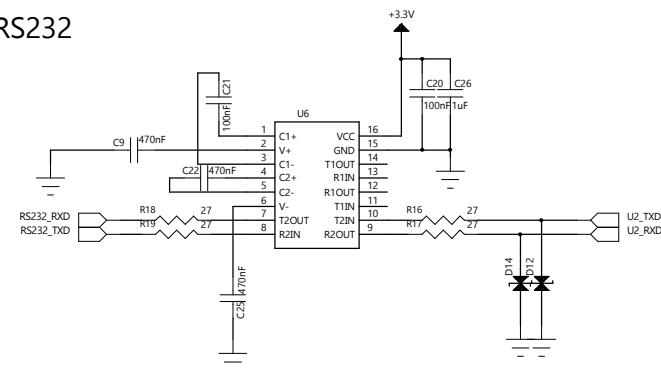 RS232
+3.3V
C21
100nF
C20
100nF
C26
1uF
U6
C9
470nF
1 C1+ VCC 16
2 V+ GND 15
3 C1- T1OUT 14
4 C2+ R1IN 13
5 C2- R1OUT 12
6 V- T1IN 11
7 T2OUT T2IN 10
8 R2IN R2OUT 9
C22
470nF
RS232_RXD
R18
27
R16
27
U2_TXD
RS232_TXD
R19
27
R17
27
U2_RXD
470nF
C25
D14
D12